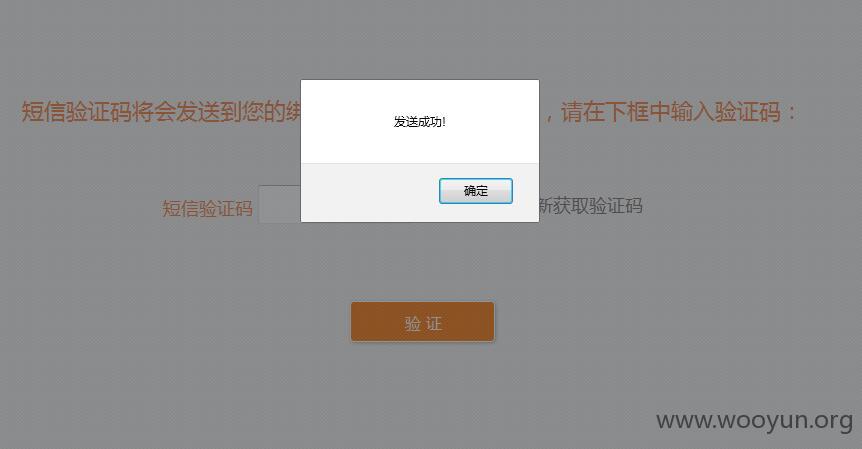 短信验证码将会发送到您的绑
，请在下框中输入验证码：
发送成功!
确定
短信验证码
新获取验证码
验 证
www.wooyun.org